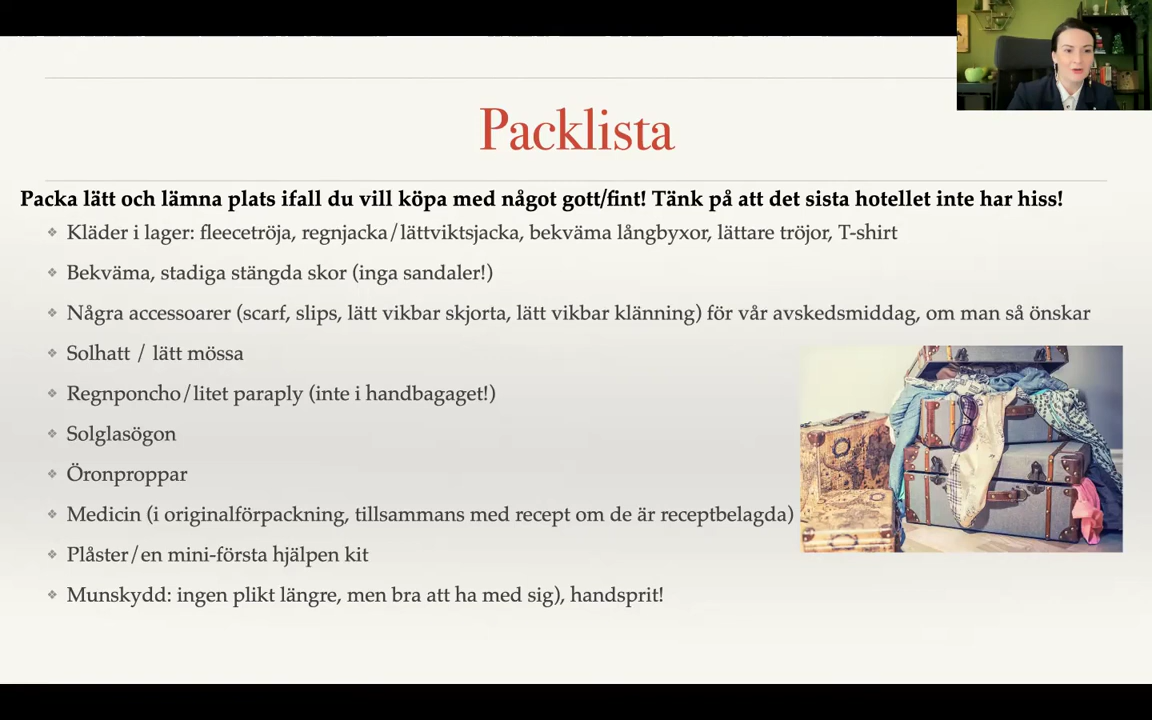 Packlista
Packa lätt och lämna plats ifall du vill köpa med något gott/fint! Tänk på att det sista hotellet inte har hiss!
Kläder i lager: fleecetröja, regnjacka/lättviktsjacka, bekväma långbyxor, lättare tröjor, T-shirt
Bekväma, stadiga stängda skor (inga sandaler!)
Några accessoarer (scarf, slips, lätt vikbar skjorta, lätt vikbar klänning) för vår avskedsmiddag, om man så önskar
Solhatt / lätt mössa
Regnponcho/litet paraply (inte i handbagaget!)
Solglasögon
Öronproppar
Medicin (i originalförpackning, tillsammans med recept om de är receptbelagda)
Plåster/en mini-första hjälpen kit
Munskydd: ingen plikt längre, men bra att ha med sig), handsprit!